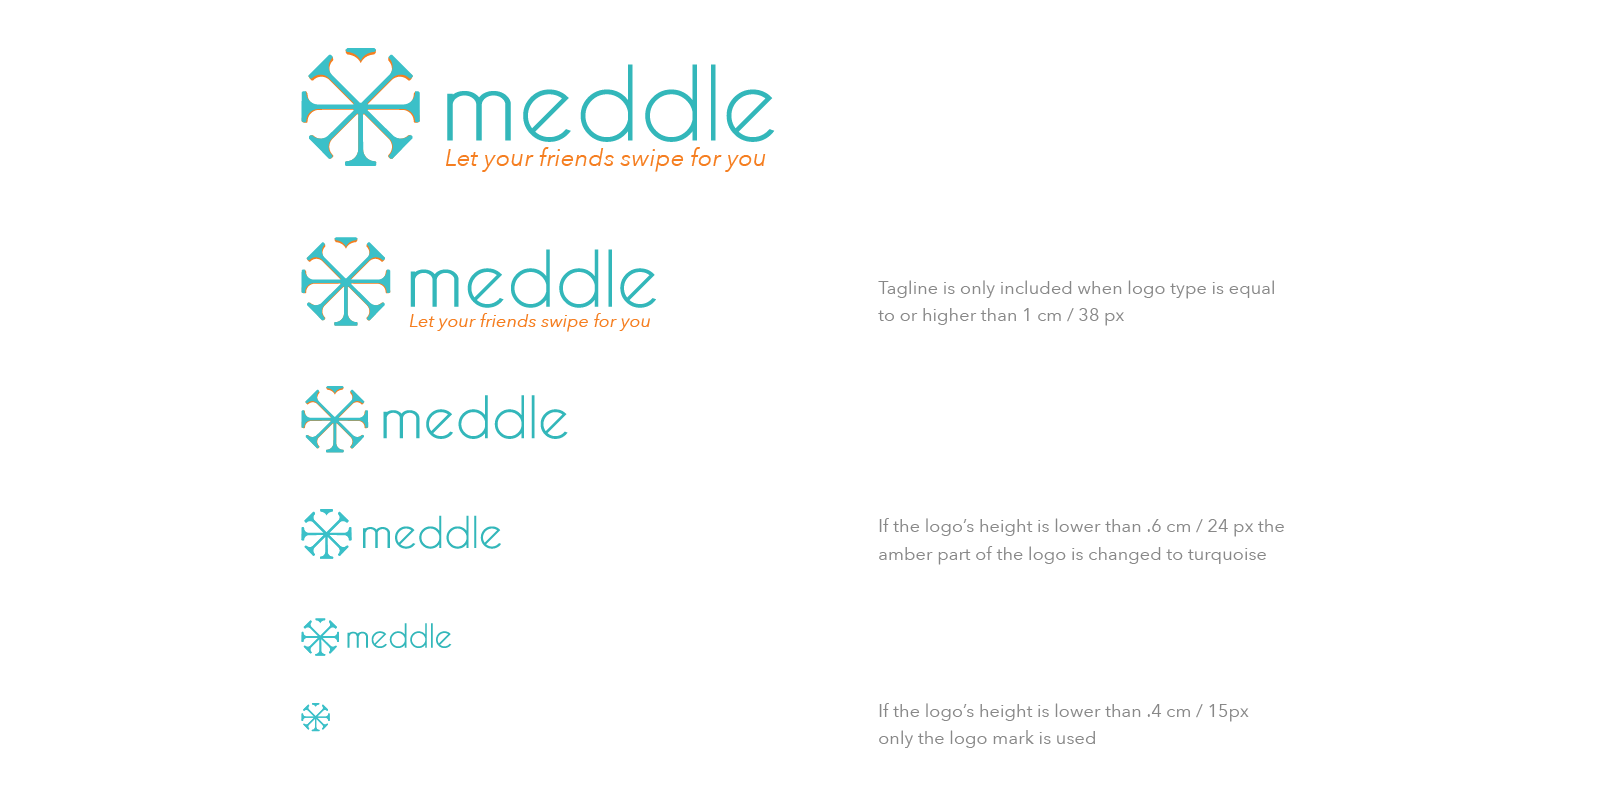 meddle
Let your friends swipe for you
meddle
Let your friends swipe for you
Tagline is only included when logo type is equal
to or higher than 1 cm / 38 px
meddle
meddle
If the logo’s height is lower than .6 cm / 24 px the
amber part of the logo is changed to turquoise
meddle
If the logo’s height is lower than .4 cm / 15px
only the logo mark is used